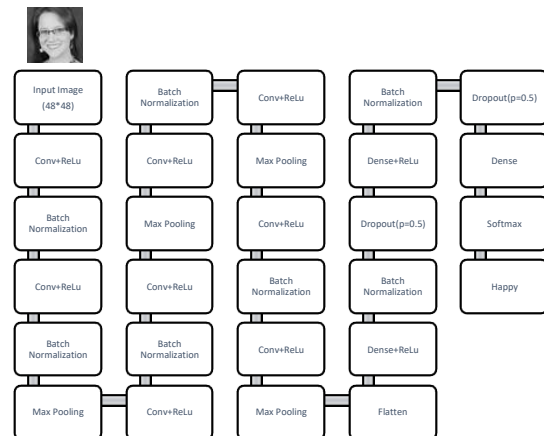 Input Image
(48*48)
Conv+ReLu
Batch
Normalization
Conv+ReLu
Batch
Normalization
Max Pooling
Conv+ReLu
Batch
Normalization
Conv+ReLu
Max Pooling
Conv+ReLu
Batch
Normalization
Conv+ReLu
Max Pooling
Conv+ReLu
Batch
Normalization
Conv+ReLu
Max Pooling
Flatten
Dense+ReLu
Batch
Normalization
Dropout(p=0.5)
Dense+ReLu
Batch
Normalization
Dropout(p=0.5)
Dense
Softmax
Happy